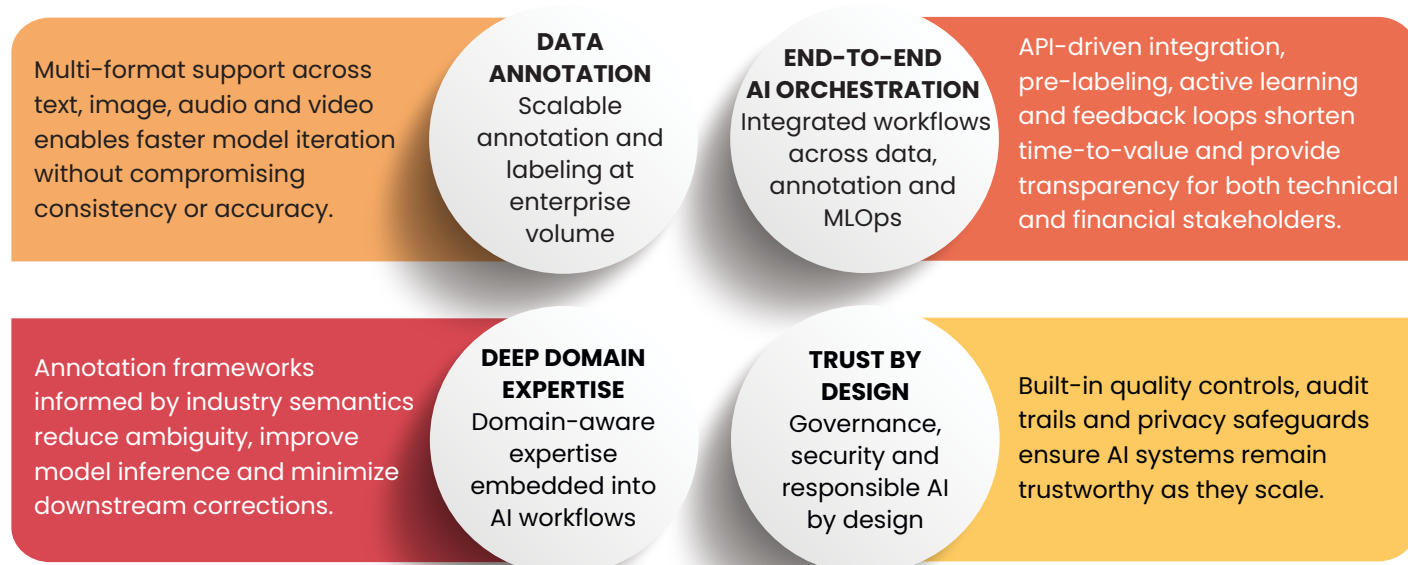 Multi-format support across
text, image, audio and video
enables faster model iteration
without compromising
consistency or accuracy.
DATA
ANNOTATION
Scalable
annotation and
labeling at
enterprise
volume
END-TO-END
AI ORCHESTRATION
Integrated workflows
across data,
annotation and
MLOps
API-driven integration,
pre-labeling, active learning
and feedback loops shorten
time-to-value and provide
transparency for both technical
and financial stakeholders.
Annotation frameworks
informed by industry semantics
reduce ambiguity, improve
model inference and minimize
downstream corrections.
DEEP DOMAIN
EXPERTISE
Domain-aware
expertise
embedded into
AI workflows
TRUST BY
DESIGN
Governance,
security and
responsible AI
by design
Built-in quality controls, audit
trails and privacy safeguards
ensure AI systems remain
trustworthy as they scale.